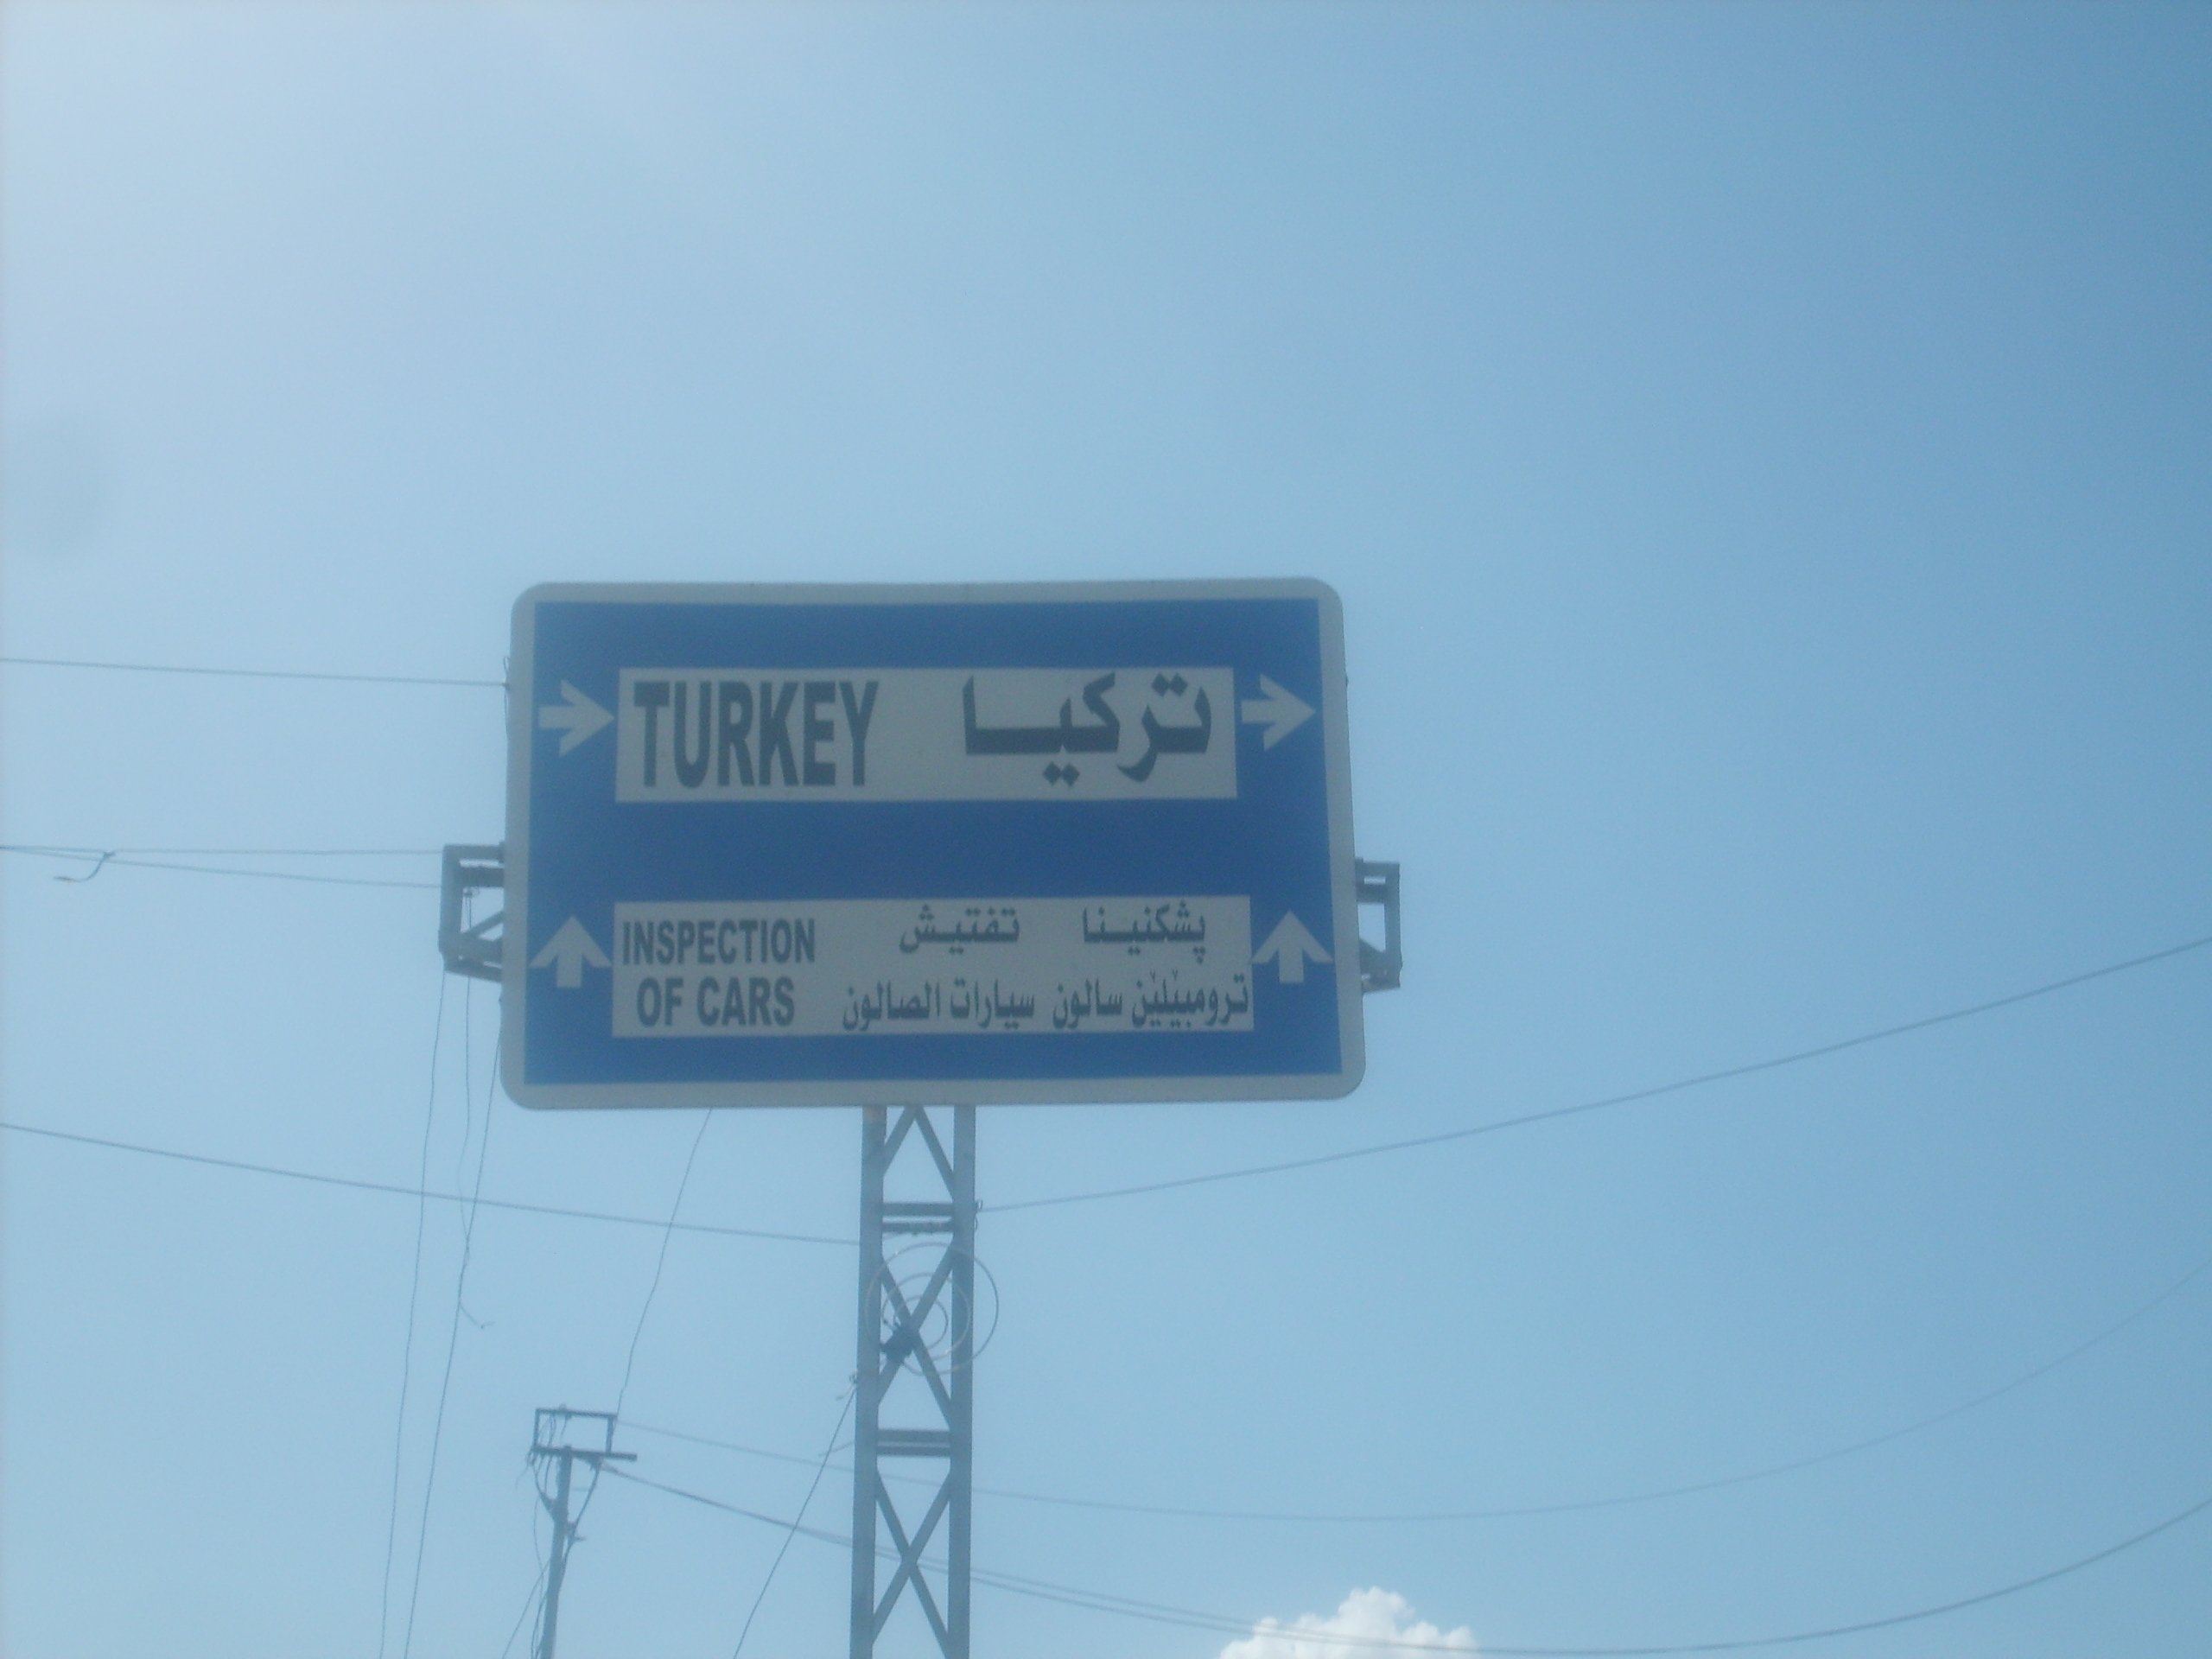 TURKEY تركيا
INSPECTION تفتيش پشكنينا
OF CARS سيارات الصالون ترومبێلێن سالون